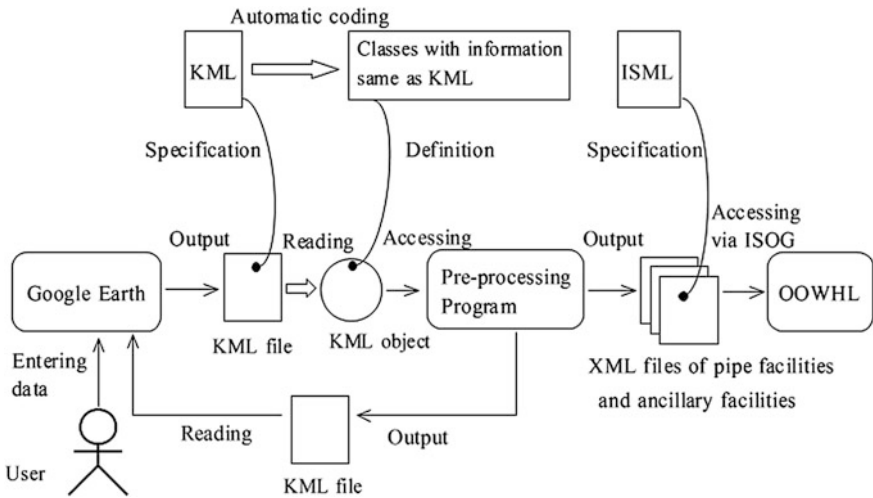 Automatic coding
KML
Classes with information
same as KML
ISML
Specification
Definition
Specification
Output
Reading
Accessing
Output
Accessing
via ISOG
Google Earth
Pre-processing
Program
OOWHL
KML file
KML object
XML files of pipe facilities
and ancillary facilities
Entering
data
Reading
Output
User
KML file